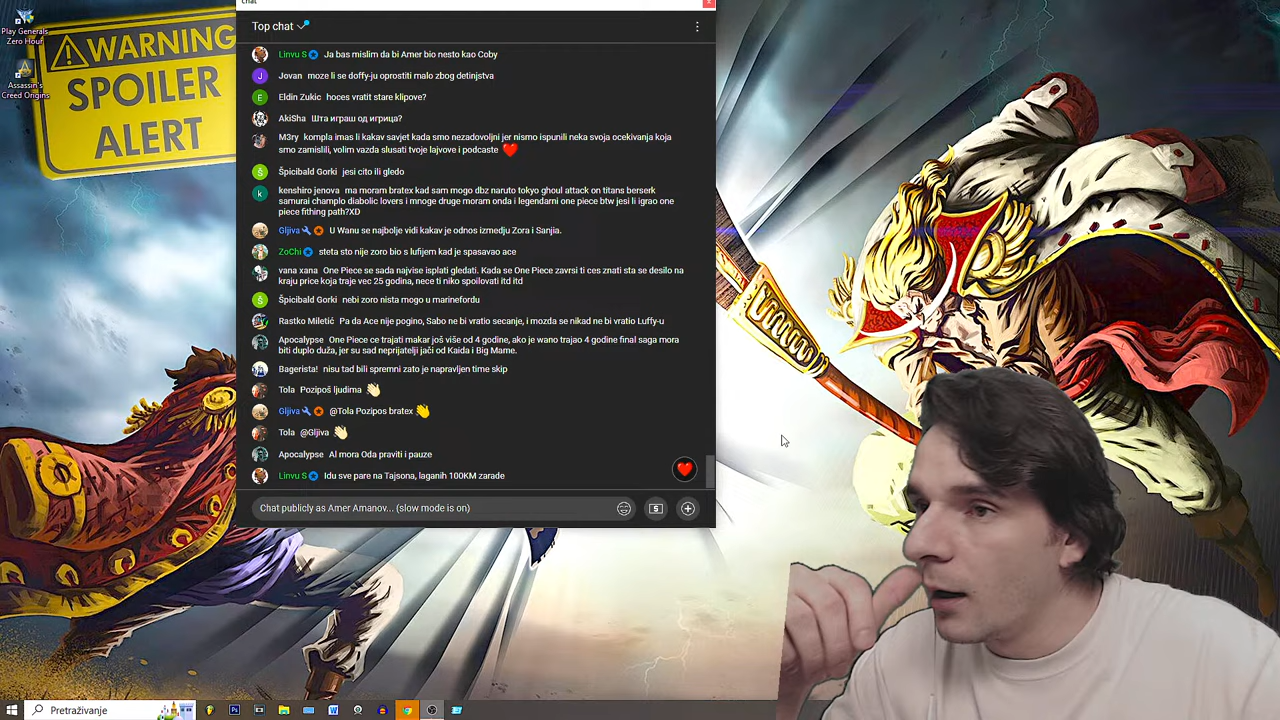 Play Generals
Zero Hour
Assassin's
Creed Origins
WARNING
SPOILER
ALERT
Chat
Top chat
Linvu S Ja bas mislim da bi Amer bio nesto kao Coby
J Jovan moze li se doffy-ju oprostiti malo zbog detinjstva
E Eldin Zukic hoces vratit stare klipove?
AkiSha Шта играш од игрица?
M3ry kompla imas li kakav savjet kada smo nezadovoljni jer nismo ispunili neka svoja ocekivanja koja
smo zamislili, volim vazda slusati tvoje lajvove i podcaste ❤️
Š Špicibald Gorki jesi cito ili gledo
k kenshiro jenova ma moram bratex kad sam mogo dbz naruto tokyo ghoul attack on titans berserk
samurai champlo diabolic lovers i mnoge druge moram onda i legendarni one piece btw jesi li igrao one
piece fithing path?XD
Gljiva U Wanu se najbolje vidi kakav je odnos izmedju Zora i Sanjia.
ZoChi steta sto nije zoro bio s lufijem kad je spasavao ace
vana xana One Piece se sada najvise isplati gledati. Kada se One Piece zavrsi ti ces znati sta se desilo na
kraju price koja traje vec 25 godina, nece ti niko spoilovati itd itd
Š Špicibald Gorki nebi zoro nista mogo u marinefordu
Rastko Miletić Pa da Ace nije pogino, Sabo ne bi vratio secanje, i mozda se nikad ne bi vratio Luffy-u
Apocalypse One Piece ce trajati makar još više od 4 godine, ako je wano trajao 4 godine final saga mora
biti duplo duža, jer su sad neprijatelji jači od Kaida i Big Mame.
Bagerista! nisu tad bili spremni zato je napravljen time skip
Tola Pozipoš ljudima 👋
Gljiva @Tola Pozipos bratex 👋
Tola @Gljiva 👋
Apocalypse Al mora Oda praviti i pauze
Linvu S Idu sve pare na Tajsona, laganih 100KM zarade
Chat publicly as Amer Amanov... (slow mode is on)
Pretraživanje